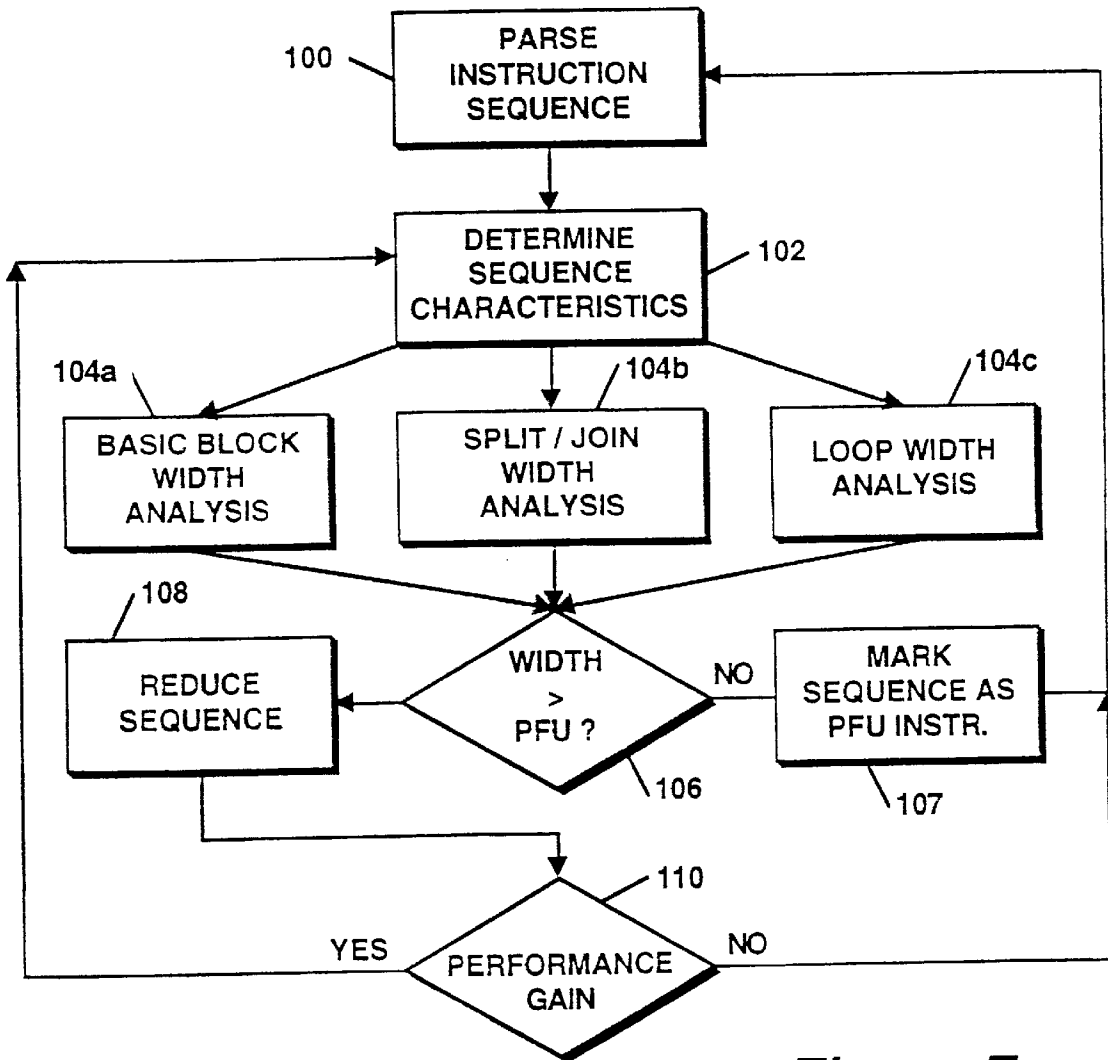 PARSE
INSTRUCTION
SEQUENCE
100
DETERMINE
SEQUENCE
CHARACTERISTICS
102
104a
104b
104c
BASIC BLOCK
WIDTH
ANALYSIS
SPLIT / JOIN
WIDTH
ANALYSIS
LOOP WIDTH
ANALYSIS
108
REDUCE
SEQUENCE
WIDTH
>
PFU ?
NO
MARK
SEQUENCE AS
PFU INSTR.
106
107
110
YES
PERFORMANCE
GAIN
NO